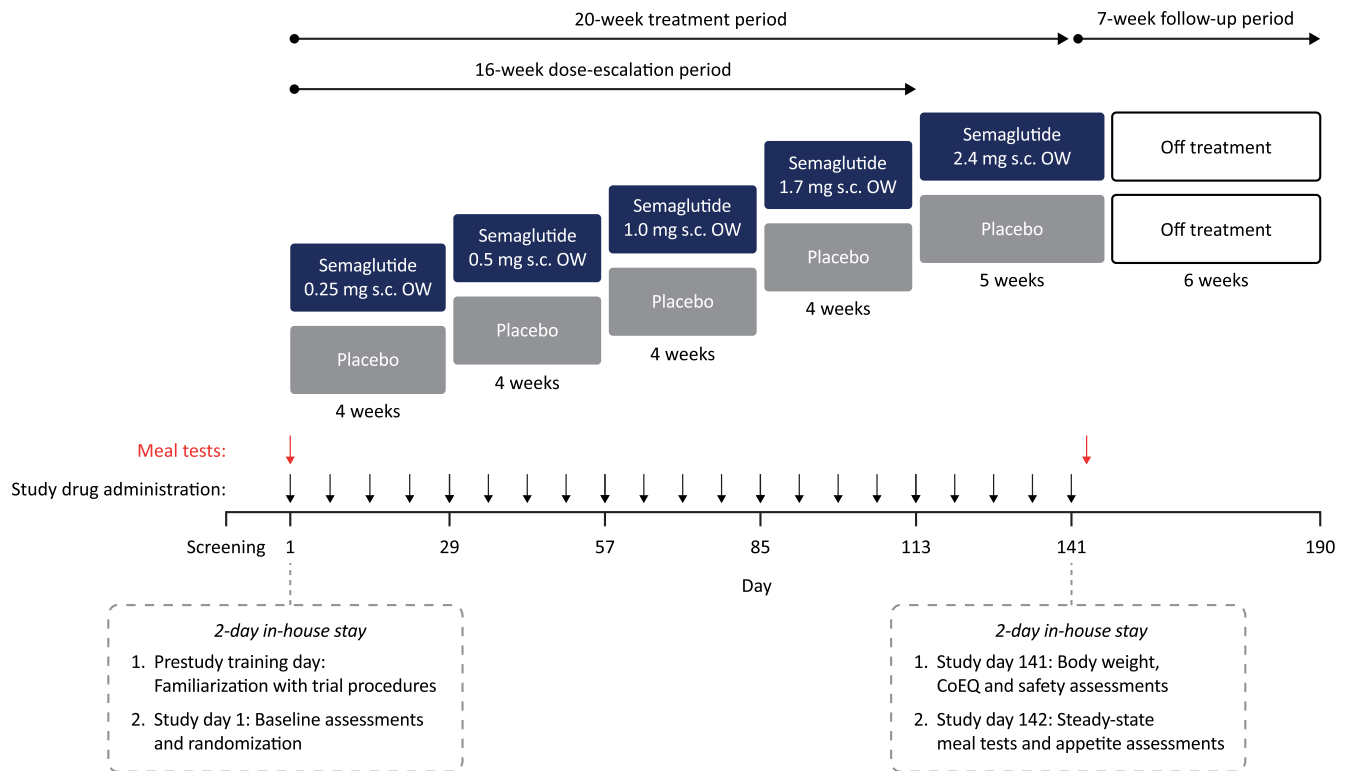 20-week treatment period
7-week follow-up period
16-week dose-escalation period
Semaglutide
2.4 mg s.c. OW
Off treatment
Semaglutide
1.7 mg s.c. OW
Semaglutide
1.0 mg s.c. OW
Placebo
Off treatment
Semaglutide
0.5 mg s.c. OW
Placebo
Semaglutide
0.25 mg s.c. OW
Placebo
5 weeks
6 weeks
Placebo
4 weeks
Placebo
4 weeks
4 weeks
4 weeks
Meal tests:
Study drug administration:
Screening 1 29 57 85 113 141 190
Day
2-day in-house stay
1. Prestudy training day:
Familiarization with trial procedures
2. Study day 1: Baseline assessments
and randomization
2-day in-house stay
1. Study day 141: Body weight,
CoEQ and safety assessments
2. Study day 142: Steady-state
meal tests and appetite assessments